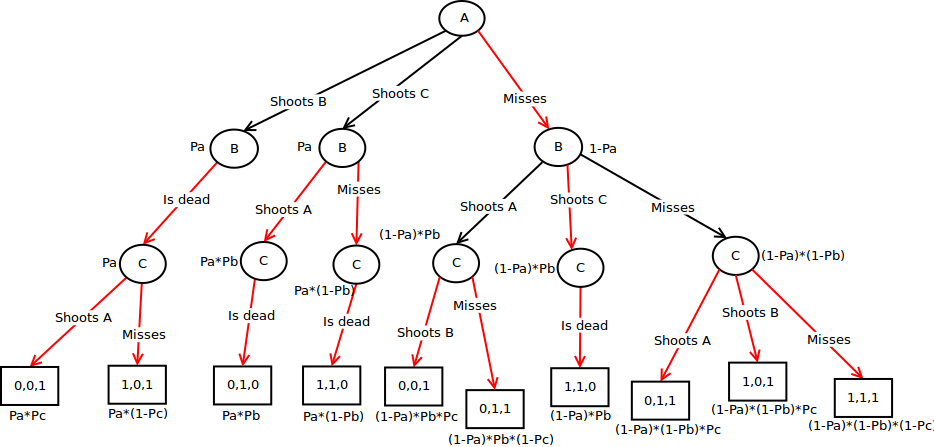 A
Shoots B
Shoots C
Misses
Pa
B
Pa
B
B
1-Pa
Is dead
Shoots A
Misses
Shoots A
Shoots C
Misses
Pa
C
Pa*Pb
C
C
Pa*(1-Pb)
(1-Pa)*Pb
C
(1-Pa)*Pb
C
C
(1-Pa)*(1-Pb)
Shoots A
Misses
Is dead
Is dead
Shoots B
Misses
Is dead
Shoots A
Shoots B
Misses
0,0,1
Pa*Pc
1,0,1
Pa*(1-Pc)
0,1,0
Pa*Pb
1,1,0
Pa*(1-Pb)
0,0,1
(1-Pa)*Pb*Pc
0,1,1
(1-Pa)*Pb*(1-Pc)
1,1,0
(1-Pa)*Pb
0,1,1
(1-Pa)*(1-Pb)*Pc
1,0,1
(1-Pa)*(1-Pb)*Pc
1,1,1
(1-Pa)*(1-Pb)*(1-Pc)